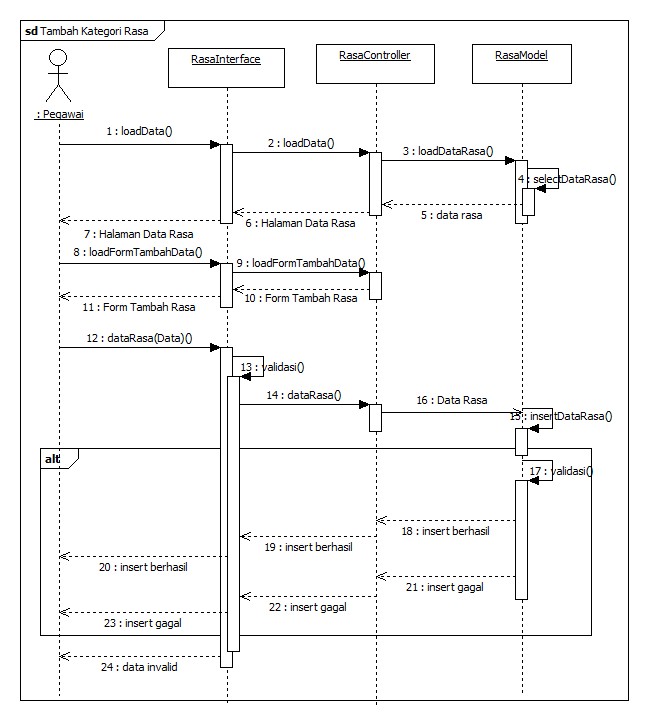 sd Tambah Kategori Rasa
RasaInterface
RasaController
RasaModel
: Pegawai
1 : loadData()
2 : loadData()
3 : loadDataRasa()
4 : selectDataRasa()
5 : data rasa
6 : Halaman Data Rasa
7 : Halaman Data Rasa
8 : loadFormTambahData()
9 : loadFormTambahData()
10 : Form Tambah Rasa
11 : Form Tambah Rasa
12 : dataRasa(Data)()
13 : validasi()
14 : dataRasa()
16 : Data Rasa
15 : insertDataRasa()
alt
17 : validasi()
18 : insert berhasil
19 : insert berhasil
20 : insert berhasil
21 : insert gagal
22 : insert gagal
23 : insert gagal
24 : data invalid